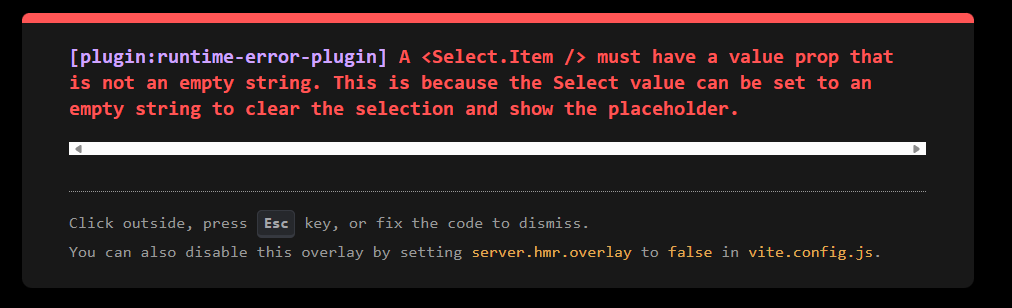 [plugin:runtime-error-plugin] A <Select.Item /> must have a value prop that
is not an empty string. This is because the Select value can be set to an
empty string to clear the selection and show the placeholder.
Click outside, press Esc key, or fix the code to dismiss.
You can also disable this overlay by setting server.hmr.overlay to false in vite.config.js.